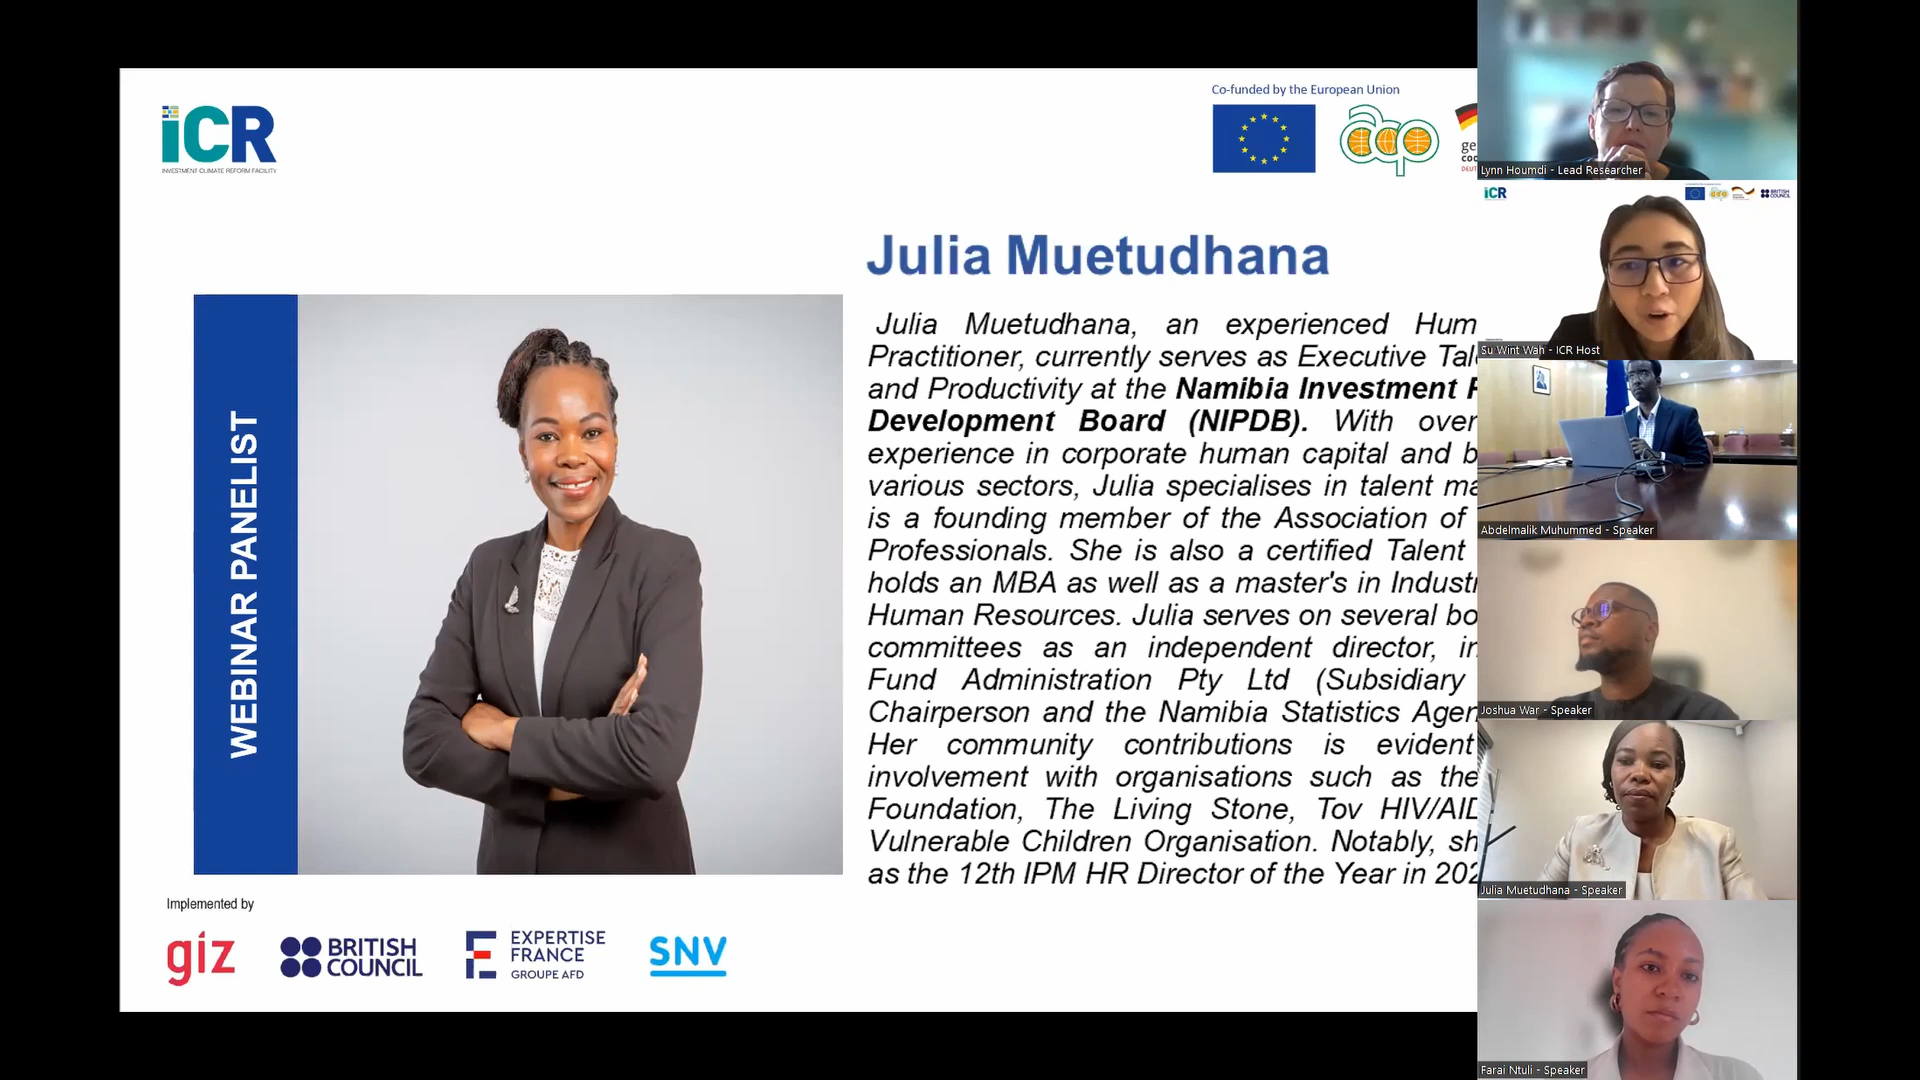 iCR
INVESTMENT CLIMATE REFORM FACILITY
Co-funded by the European Union
acp
ge
coo
DEUT
Julia Muetudhana
Julia Muetudhana, an experienced Hum
Practitioner, currently serves as Executive Tal
and Productivity at the Namibia Investment P
Development Board (NIPDB). With over
experience in corporate human capital and b
various sectors, Julia specialises in talent ma
is a founding member of the Association of
Professionals. She is also a certified Talent
holds an MBA as well as a master's in Industr
Human Resources. Julia serves on several bo
committees as an independent director, in
Fund Administration Pty Ltd (Subsidiary
Chairperson and the Namibia Statistics Agen
Her community contributions is evident
involvement with organisations such as the
Foundation, The Living Stone, Tov HIV/AID
Vulnerable Children Organisation. Notably, sh
as the 12th IPM HR Director of the Year in 202
WEBINAR PANELIST
Implemented by
giz
BRITISH
COUNCIL
EXPERTISE
FRANCE
GROUPE AFD
SNV
Lynn Houmdi - Lead Researcher
iCR
BRITISH
COUNCIL
Su Wint Wah - ICR Host
Abdelmalik Muhummed - Speaker
Joshua War - Speaker
Julia Muetudhana - Speaker
Farai Ntuli - Speaker